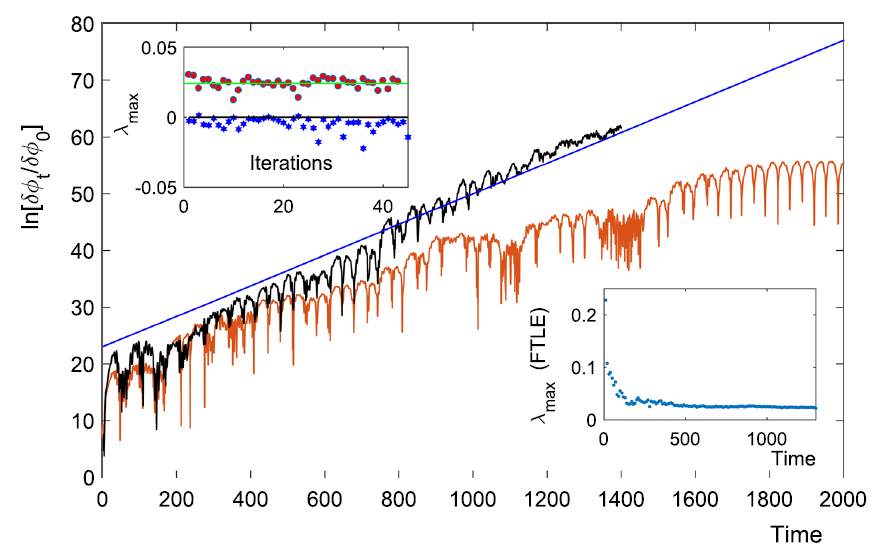 80
70
60
50
40
30
20
10
0
ln[δϕt/δϕ0]
0 200 400 600 800 1000 1200 1400 1600 1800 2000
Time
0.05
0
-0.05
λmax
Iterations
0 20 40
0.2
0.1
0
λmax (FTLE)
0 500 1000
Time